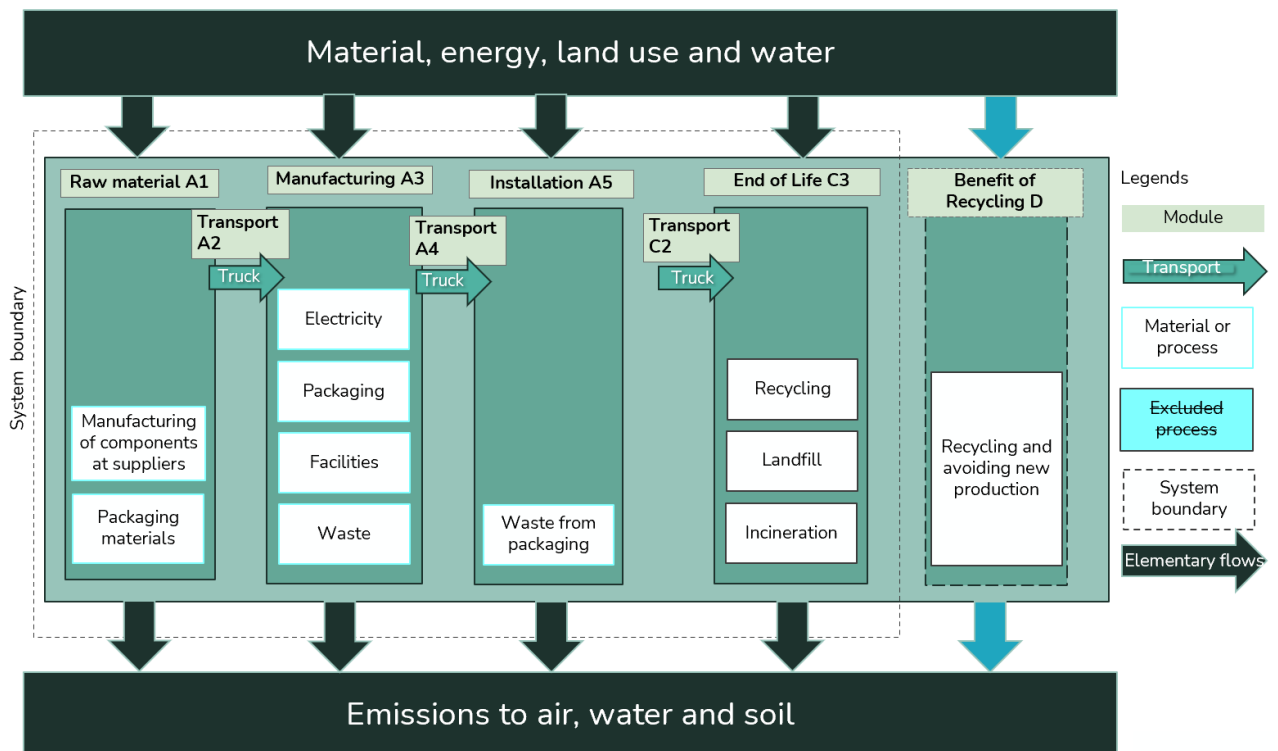 Material, energy, land use and water
System boundary
Raw material A1
Manufacturing A3
Installation A5
End of Life C3
Benefit of
Recycling D
Transport
A2
Truck
Transport
A4
Truck
Transport
C2
Truck
Manufacturing
of components
at suppliers
Packaging
materials
Electricity
Packaging
Facilities
Waste
Waste from
packaging
Recycling
Landfill
Incineration
Recycling and
avoiding new
production
Legends
Module
Transport
Material or
process
Excluded
process
System
boundary
Elementary flows
Emissions to air, water and soil